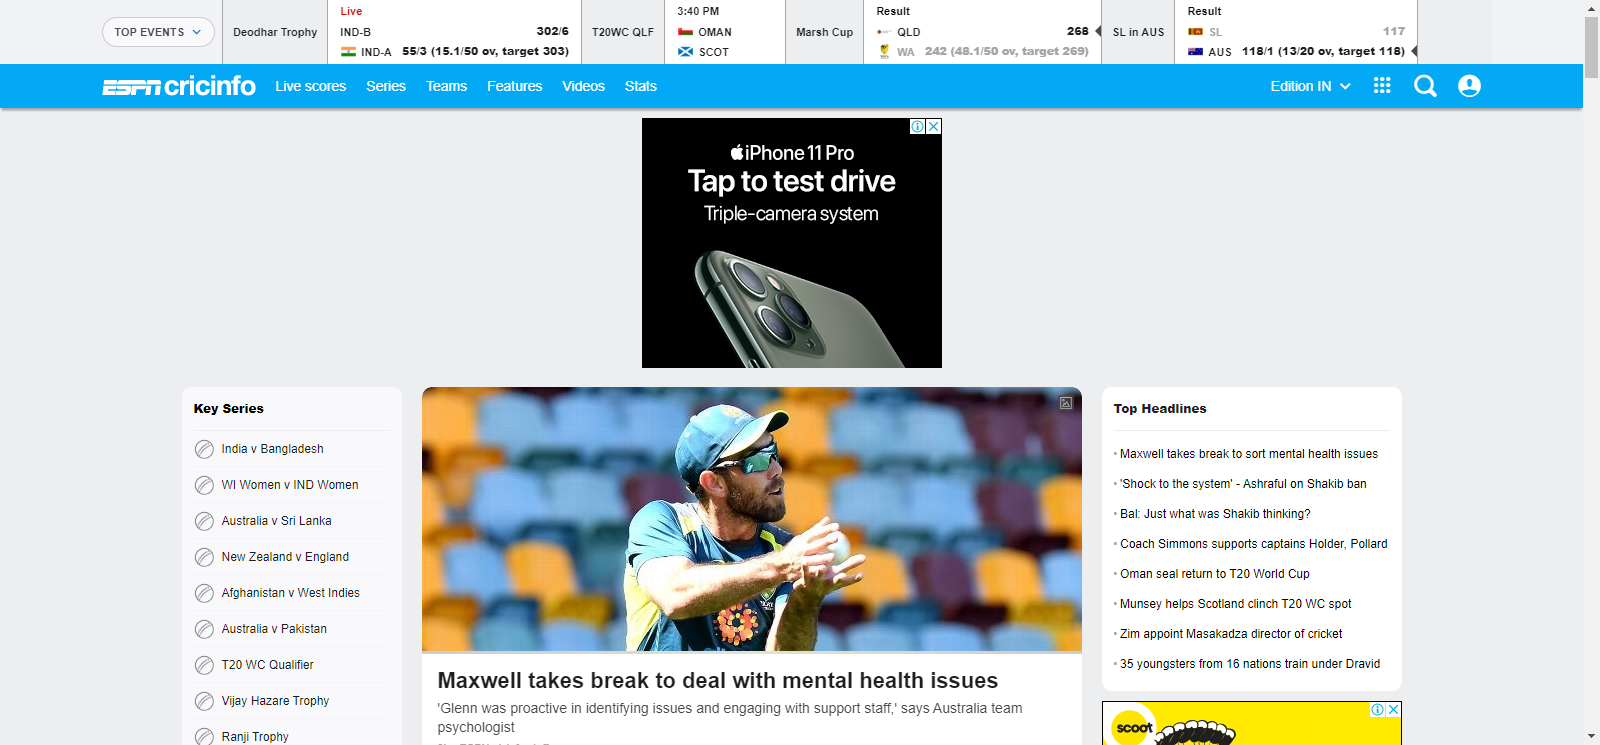 TOP EVENTS
Deodhar Trophy
Live
IND-B 302/6
IND-A 55/3 (15.1/50 ov, target 303)
T20WC QLF
3:40 PM
OMAN
SCOT
Marsh Cup
Result
QLD 268
WA 242 (48.1/50 ov, target 269)
SL in AUS
Result
SL 117
AUS 118/1 (13/20 ov, target 118)
ESPN cricinfo
Live scores
Series
Teams
Features
Videos
Stats
Edition IN
iPhone 11 Pro
Tap to test drive
Triple-camera system
Key Series
India v Bangladesh
WI Women v IND Women
Australia v Sri Lanka
New Zealand v England
Afghanistan v West Indies
Australia v Pakistan
T20 WC Qualifier
Vijay Hazare Trophy
Ranji Trophy
Maxwell takes break to deal with mental health issues
'Glenn was proactive in identifying issues and engaging with support staff,' says Australia team
psychologist
Top Headlines
Maxwell takes break to sort mental health issues
'Shock to the system' - Ashraful on Shakib ban
Bal: Just what was Shakib thinking?
Coach Simmons supports captains Holder, Pollard
Oman seal return to T20 World Cup
Munsey helps Scotland clinch T20 WC spot
Zim appoint Masakadza director of cricket
35 youngsters from 16 nations train under Dravid
scoot